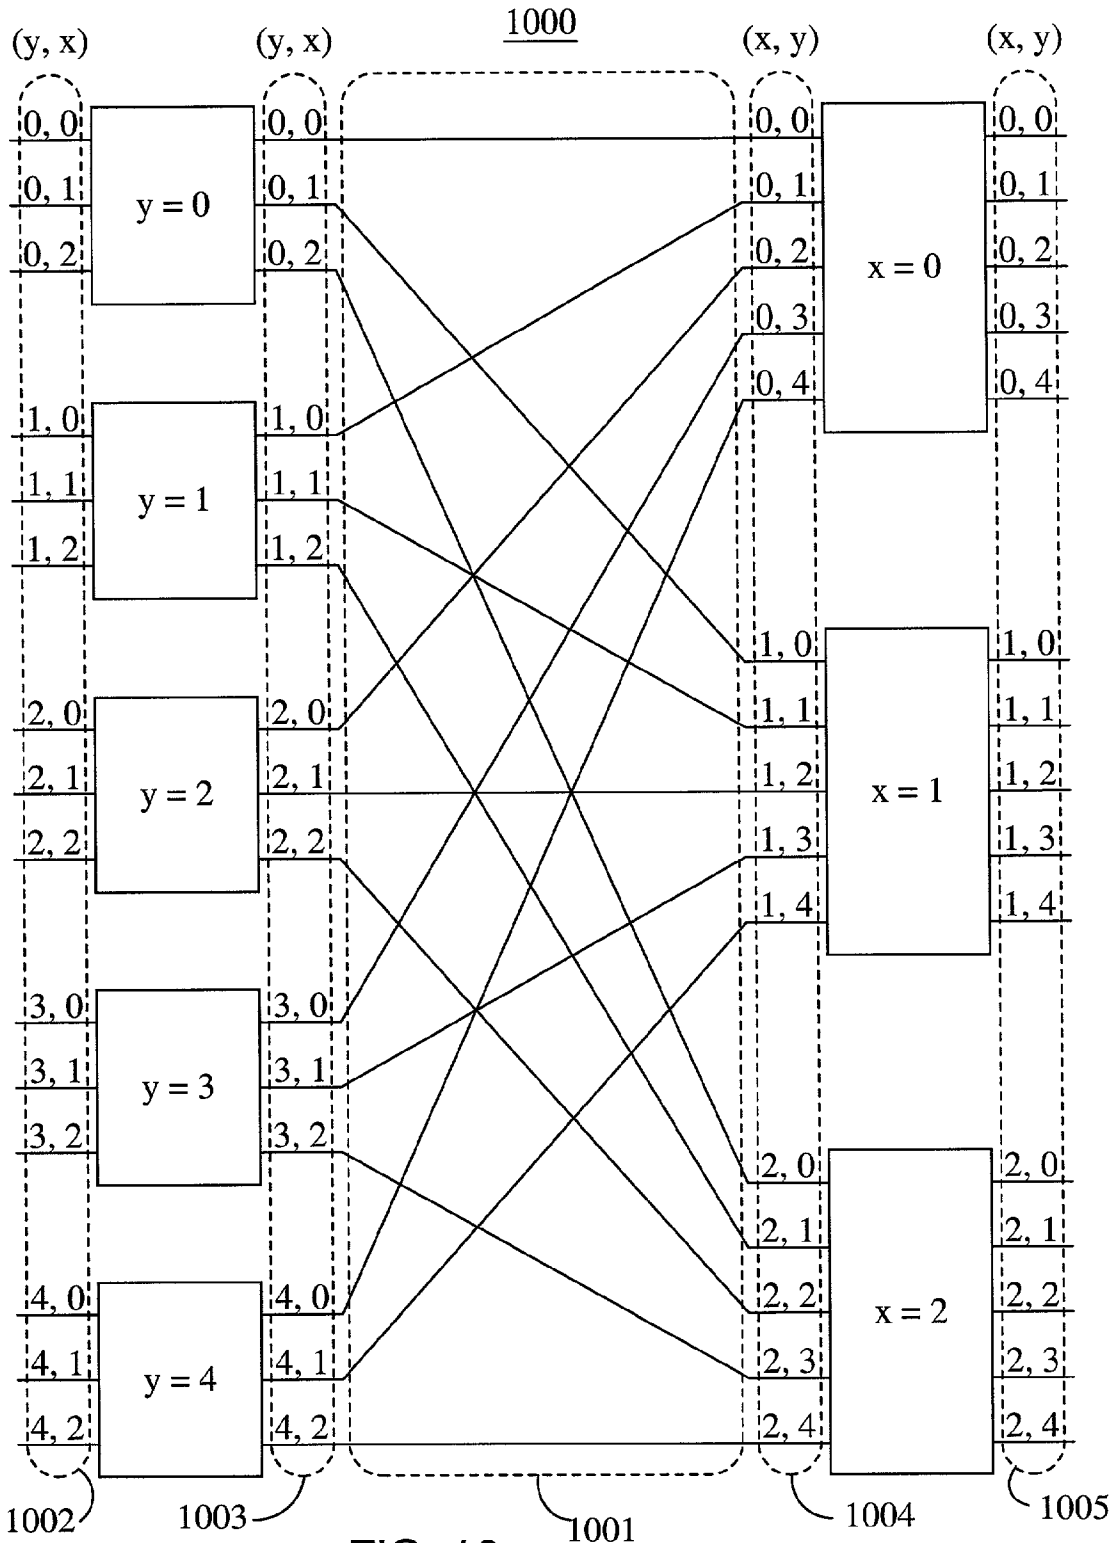 1000
(y, x) (y, x) (x, y) (x, y)
0, 0 0, 0 0, 0 0, 0
0, 1 y = 0 0, 1 0, 1 0, 1
0, 2 0, 2 0, 2 x = 0 0, 2
0, 3 0, 3
0, 4 0, 4
1, 0 1, 0
1, 1 y = 1 1, 1
1, 2 1, 2
1, 0 1, 0
2, 0 2, 0 1, 1 1, 1
2, 1 y = 2 2, 1 1, 2 x = 1 1, 2
2, 2 2, 2 1, 3 1, 3
1, 4 1, 4
3, 0 3, 0
3, 1 y = 3 3, 1
3, 2 3, 2
2, 0 2, 0
2, 1 2, 1
4, 0 4, 0 2, 2 x = 2 2, 2
4, 1 y = 4 4, 1 2, 3 2, 3
4, 2 4, 2 2, 4 2, 4
1002 1003 1001 1004 1005